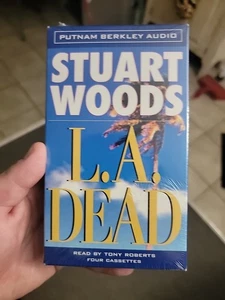 PUTNAM BERKLEY AUDIO
STUART
WOODS
L.A.
DEAD
READ BY TONY ROBERTS
FOUR CASSETTES